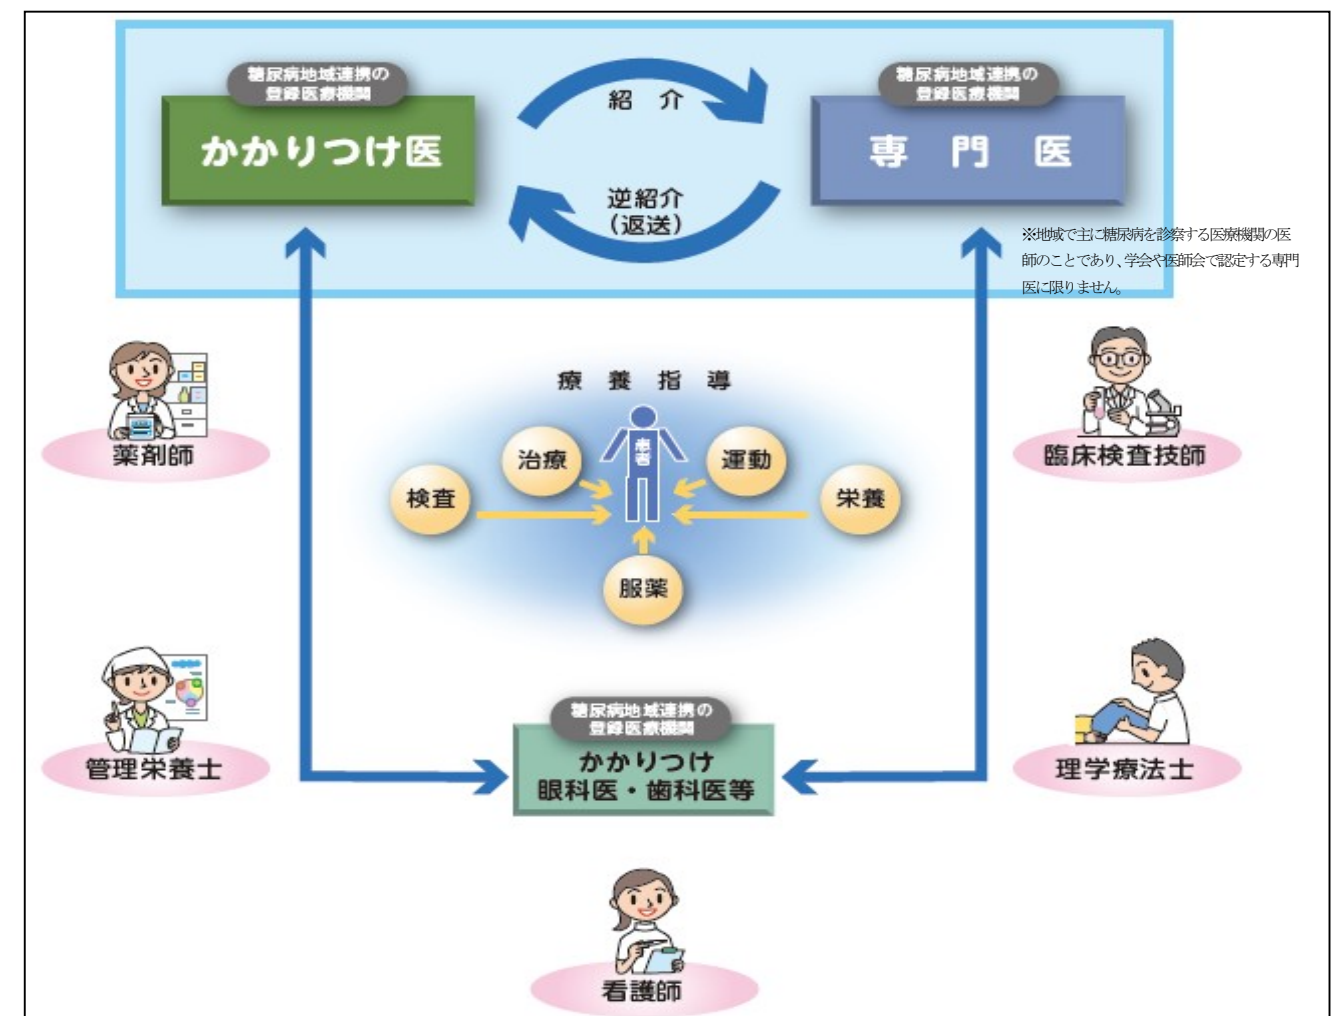 糖尿病地域連携の
登録医療機関
かかりつけ医
紹 介
逆紹介
(返送)
糖尿病地域連携の
登録医療機関
専 門 医
※地域で主に糖尿病を診察する医療機関の医
師のことであり、学会や医師会で認定する専門
医に限りません。
薬剤師
臨床検査技師
療 養 指 導
患者
治療
運動
検査
栄養
服薬
管理栄養士
理学療法士
糖尿病地域連携の
登録医療機関
かかりつけ
眼科医・歯科医等
看護師